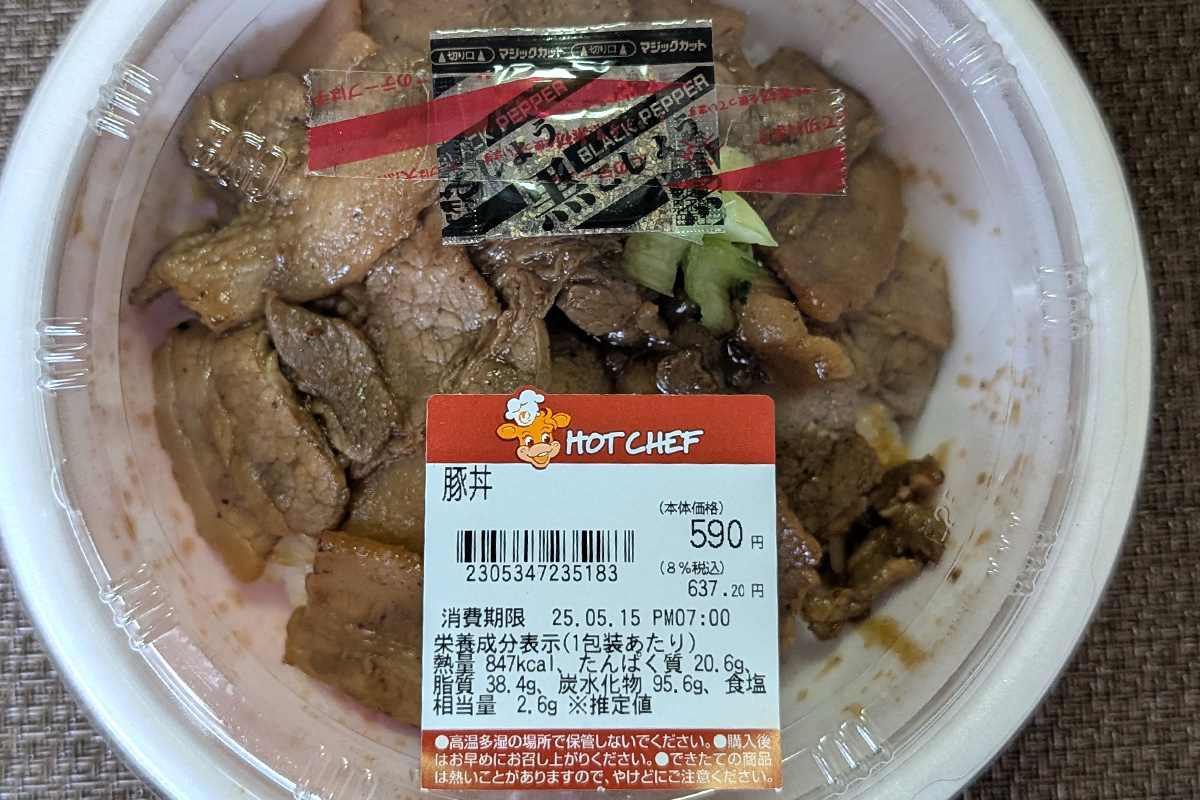 切り口 マジックカット 切り口 マジックカット
BLACK PEPPER
BLACK PEPPER
黒こしょう
HOT CHEF
豚丼
(本体価格)
590円
2305347235183
(8%税込)
637.20円
消費期限 25.05.15 PM07:00
栄養成分表示(1包装あたり)
熱量 847kcal、たんぱく質 20.6g、
脂質 38.4g、炭水化物 95.6g、食塩
相当量 2.6g ※推定値
●高温多湿の場所で保管しないでください。●購入後
はお早めにお召し上がりください。●できたての商品
は熱いことがありますので、やけどにご注意ください。